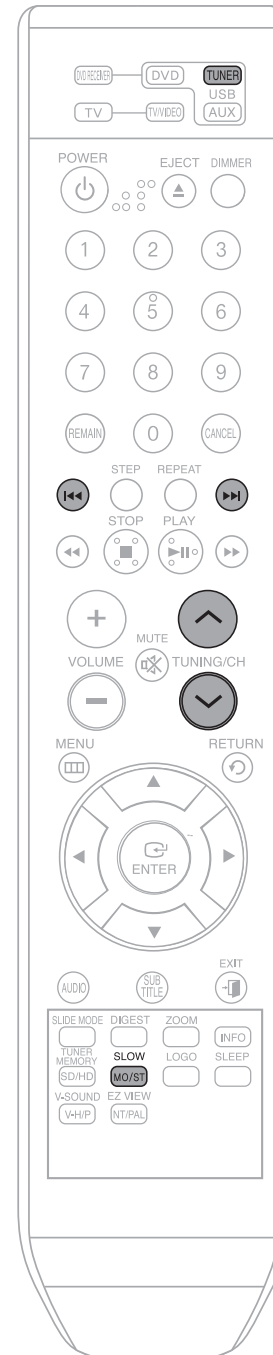 DVD RECEIVER DVD TUNER
USB
TV TV/VIDEO AUX
POWER EJECT DIMMER
1 2 3
4 5 6
7 8 9
REMAIN 0 CANCEL
STEP REPEAT
STOP PLAY
+
MUTE
VOLUME TUNING/CH
−
MENU RETURN
ENTER
EXIT
AUDIO SUB TITLE
SLIDE MODE DIGEST ZOOM
INFO
TUNER MEMORY SLOW LOGO SLEEP
SD/HD MO/ST
V-SOUND EZ VIEW
V-H/P NT/PAL